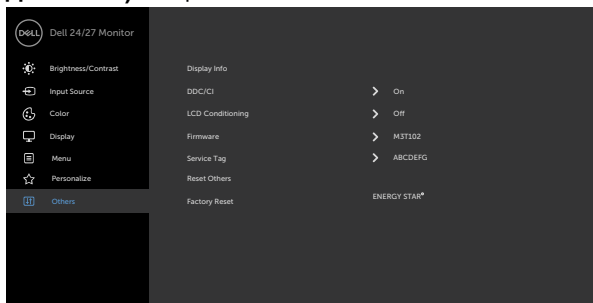 DELL Dell 24/27 Monitor
Brightness/Contrast Display Info
Input Source DDC/CI On
Color LCD Conditioning Off
Display Firmware M3T102
Menu Service Tag ABCDEFG
Personalize Reset Others
Others Factory Reset ENERGY STAR®